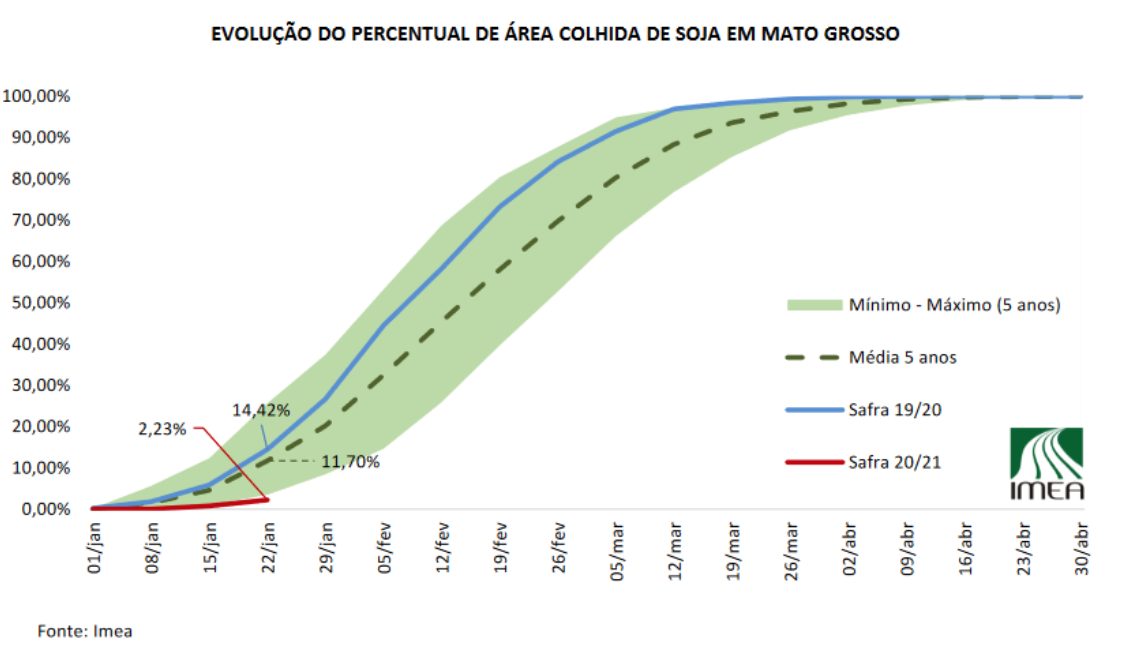 EVOLUÇÃO DO PERCENTUAL DE ÁREA COLHIDA DE SOJA EM MATO GROSSO
100,00%
90,00%
80,00%
70,00%
60,00%
50,00%
40,00%
30,00%
20,00%
10,00%
0,00%
14,42%
2,23%
11,70%
Mínimo - Máximo (5 anos)
Média 5 anos
Safra 19/20
Safra 20/21
IMEA
01/jan
08/jan
15/jan
22/jan
29/jan
05/fev
12/fev
19/fev
26/fev
05/mar
12/mar
19/mar
26/mar
02/abr
09/abr
16/abr
23/abr
30/abr
Fonte: Imea